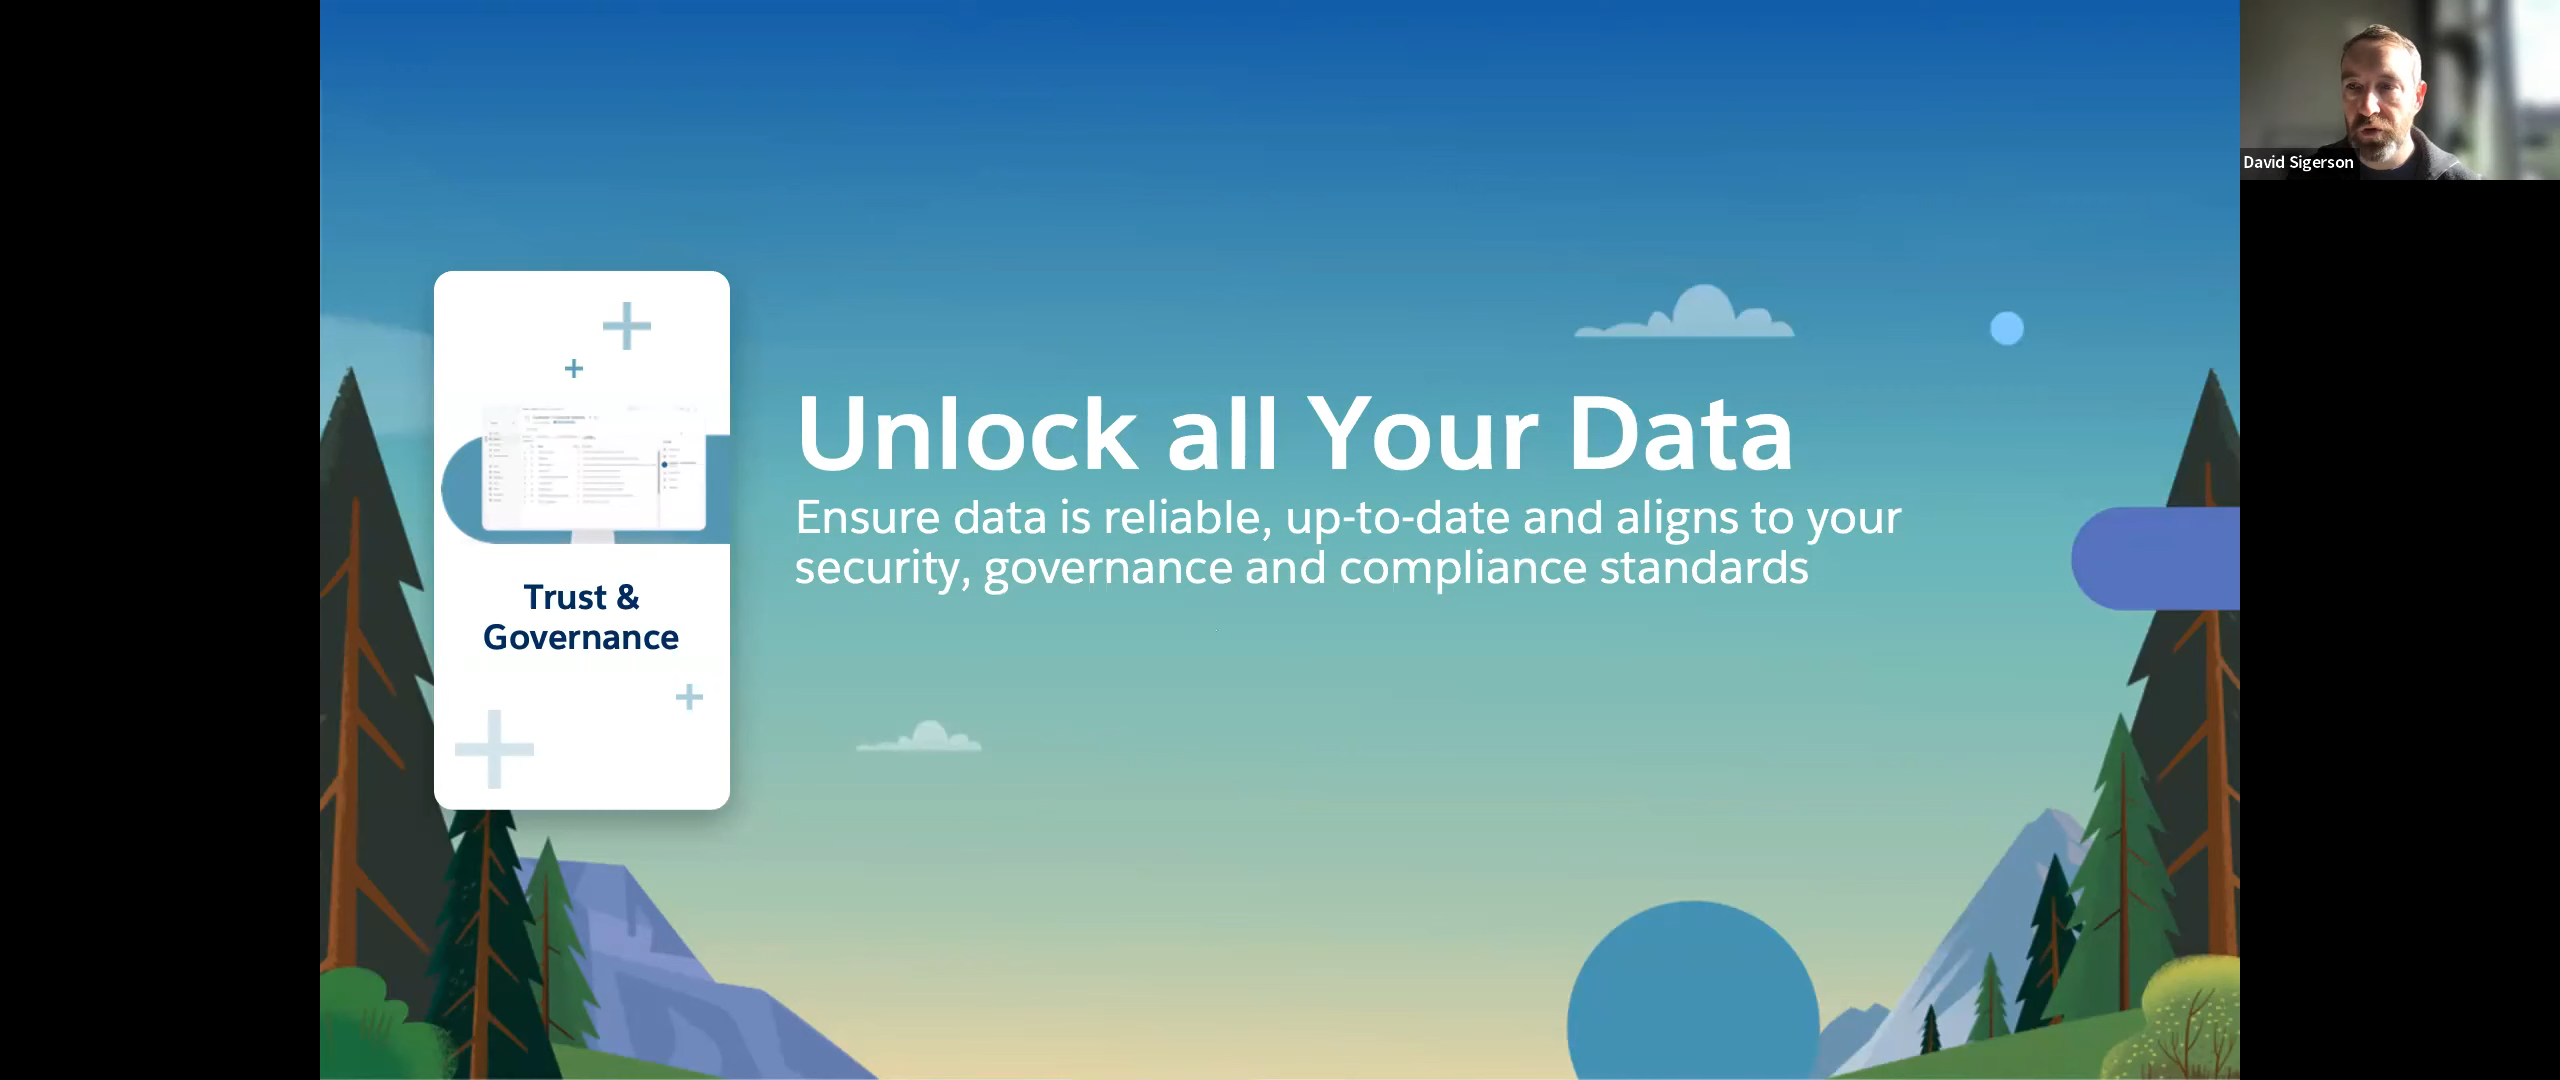 Trust &
Governance
Unlock all Your Data
Ensure data is reliable, up-to-date and aligns to your
security, governance and compliance standards
David Sigerson